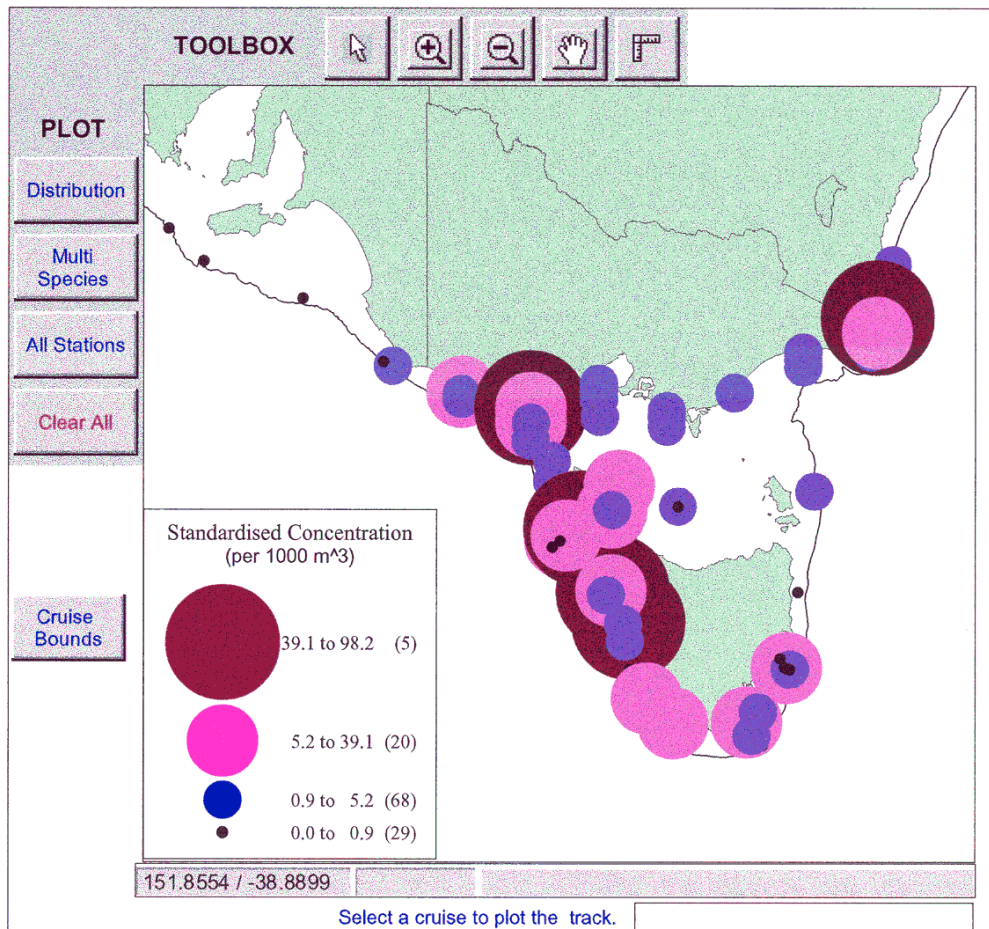 TOOLBOX
PLOT
Distribution
Multi
Species
All Stations
Clear All
Cruise
Bounds
Standardised Concentration
(per 1000 m^3)
39.1 to 98.2 (5)
5.2 to 39.1 (20)
0.9 to 5.2 (68)
0.0 to 0.9 (29)
151.8554 / -38.8899
Select a cruise to plot the track.